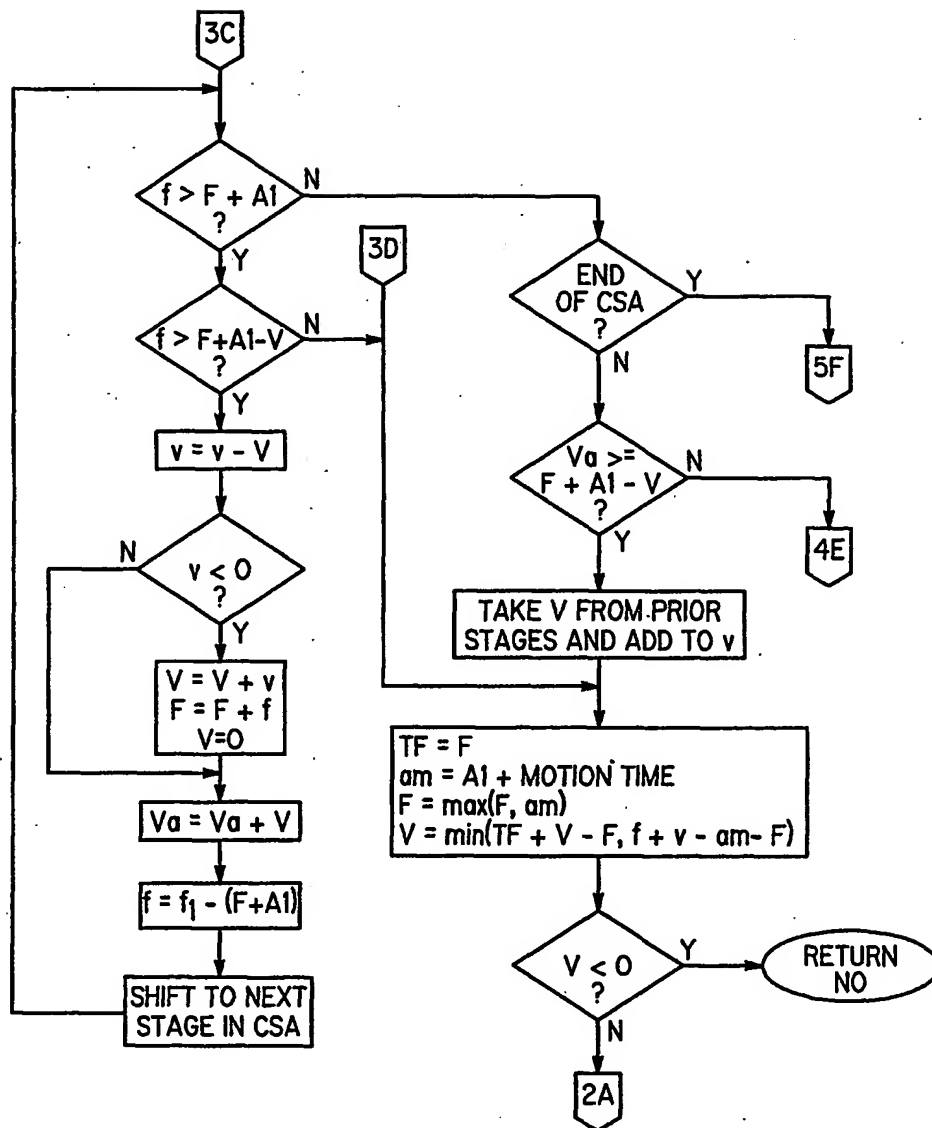 3C
f > F + A1
?
N
Y
3D
f > F+A1-V
?
N
Y
v = v - V
N
v < 0
?
Y
V = V + v
F = F + f
V=0
Va = Va + V
f = f1 - (F+A1)
SHIFT TO NEXT
STAGE IN CSA
END
OF CSA
?
Y
N
5F
Va >=
F + A1 - V
?
N
Y
4E
TAKE V FROM PRIOR
STAGES AND ADD TO v
TF = F
am = A1 + MOTION TIME
F = max(F, am)
V = min(TF + V - F, f + v - am- F)
V < 0
?
Y
N
RETURN
NO
2A